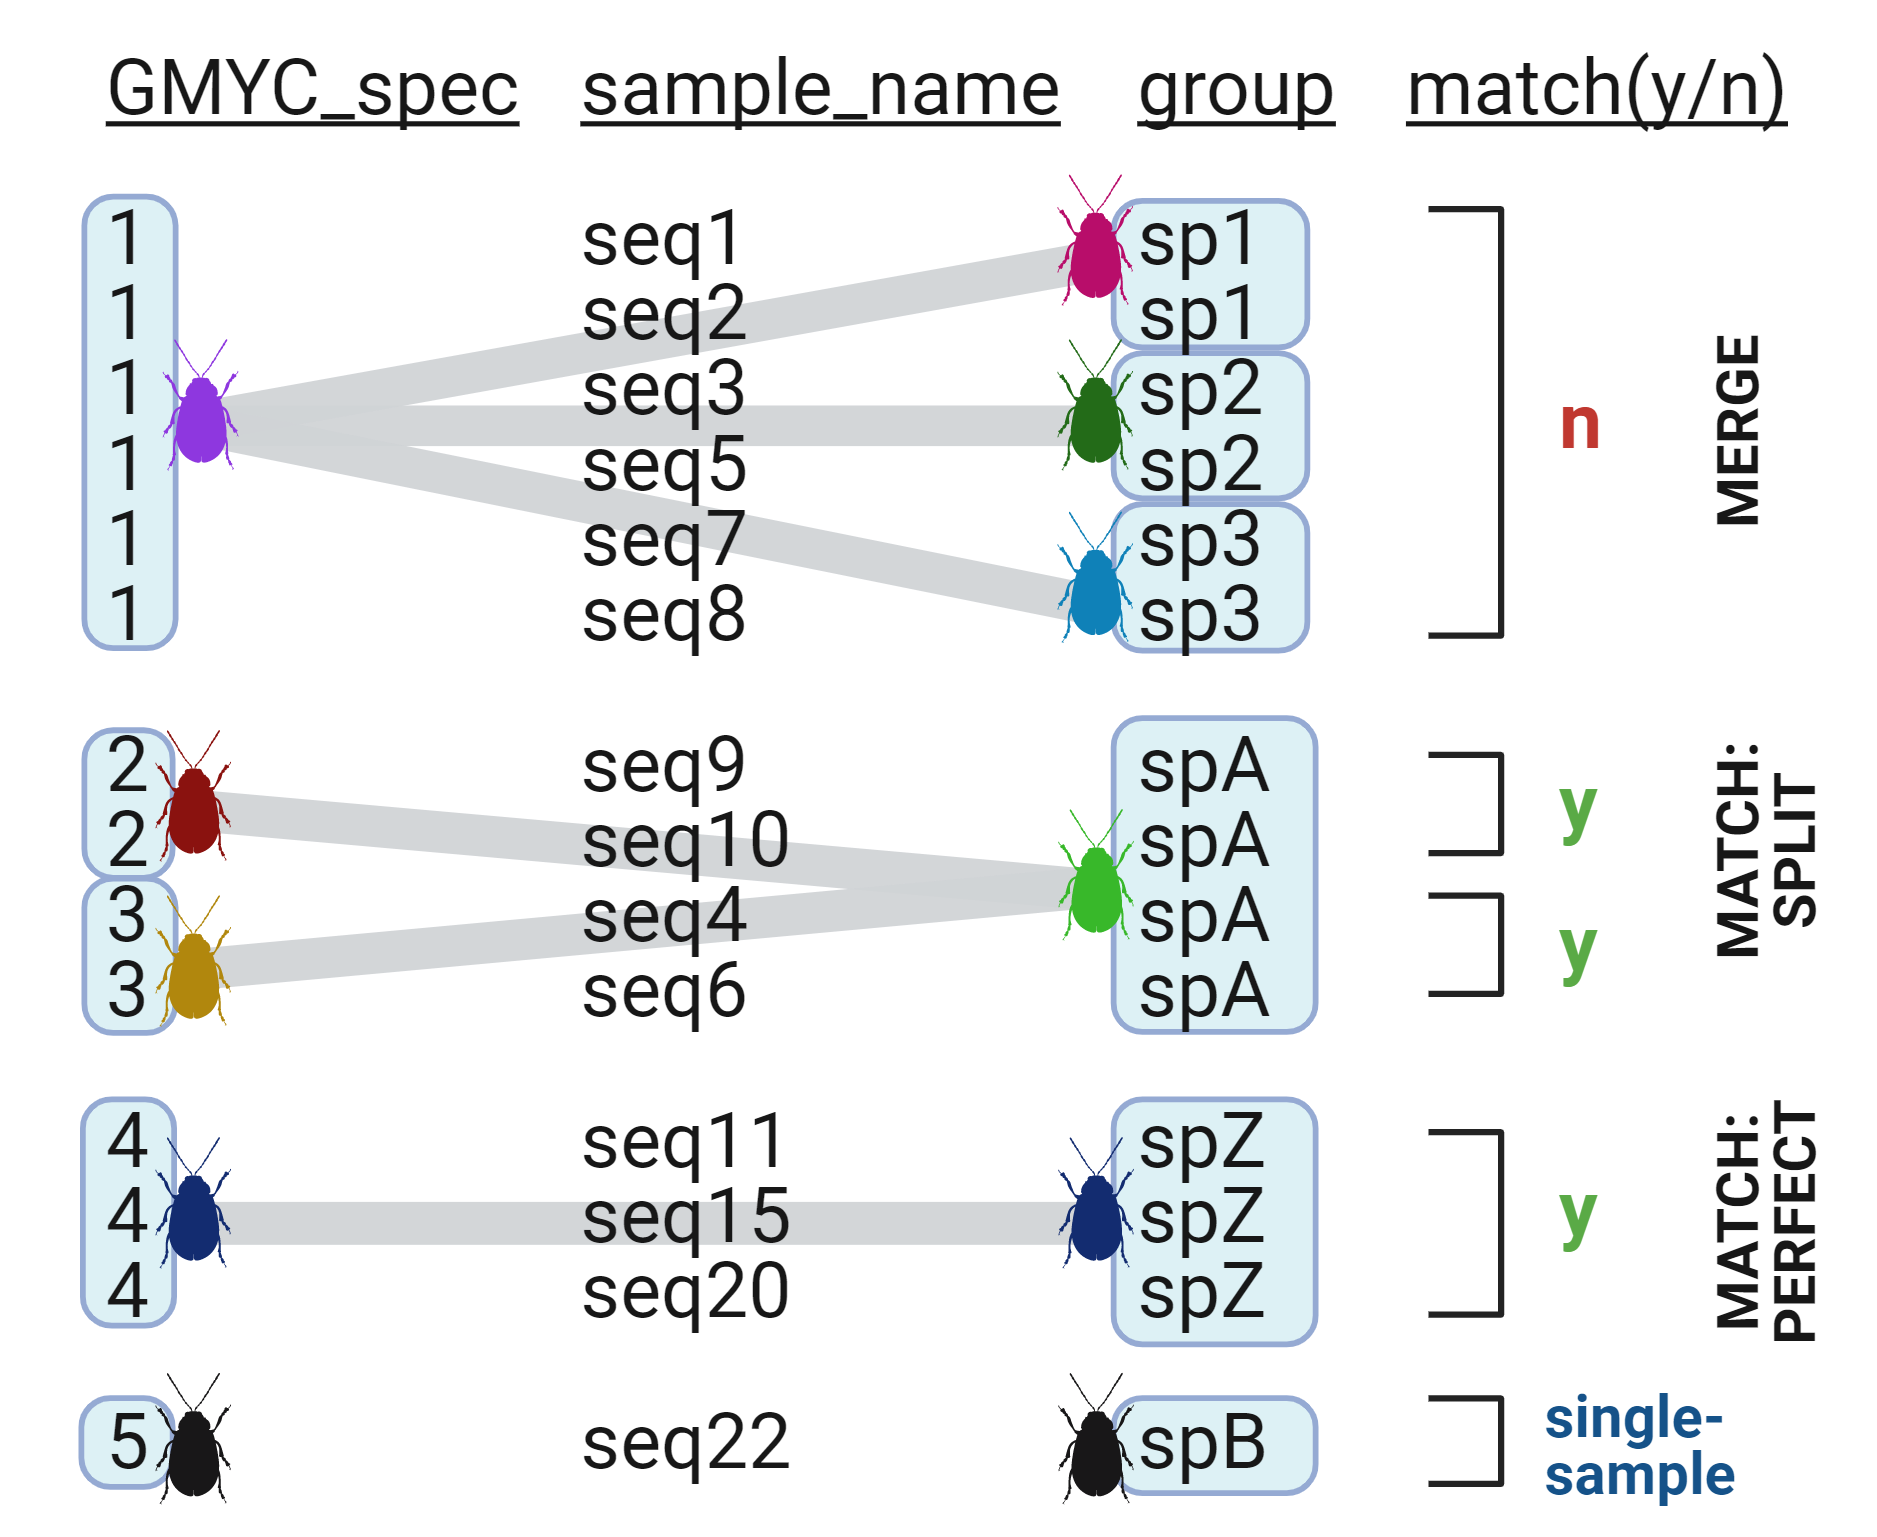 GMYC_spec sample_name group match(y/n)
1 seq1 sp1
1 seq2 sp1
1 seq3 sp2
1 seq5 sp2
1 seq7 sp3
1 seq8 sp3
n
MERGE
2 seq9 spA
2 seq10 spA
3 seq4 spA
3 seq6 spA
y
y
MATCH:
SPLIT
4 seq11 spZ
4 seq15 spZ
4 seq20 spZ
y
MATCH:
PERFECT
5 seq22 spB
single-
sample